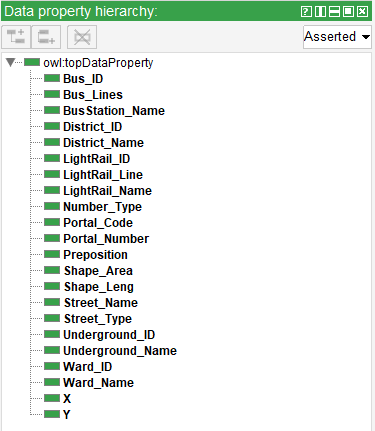 Data property hierarchy:
Asserted
owl:topDataProperty
Bus_ID
Bus_Lines
BusStation_Name
District_ID
District_Name
LightRail_ID
LightRail_Line
LightRail_Name
Number_Type
Portal_Code
Portal_Number
Preposition
Shape_Area
Shape_Leng
Street_Name
Street_Type
Underground_ID
Underground_Name
Ward_ID
Ward_Name
X
Y